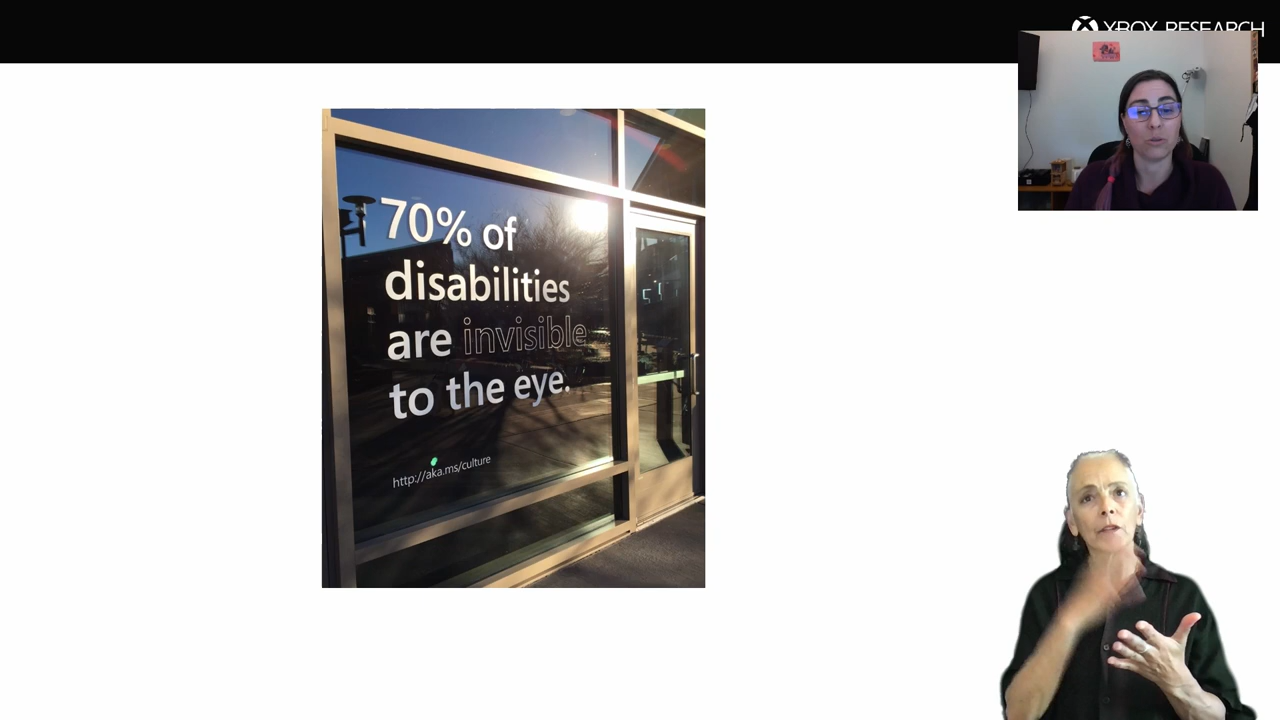 XBOX RESEARCH
70% of
disabilities
are invisible
to the eye.
http://aka.ms/culture